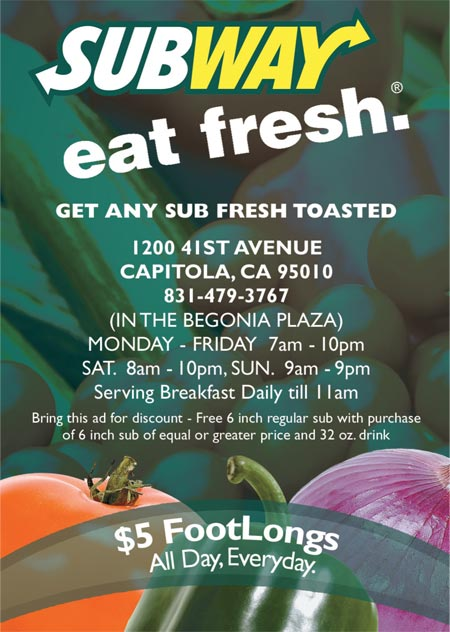 SUBWAY
eat fresh.®
GET ANY SUB FRESH TOASTED
1200 41ST AVENUE
CAPITOLA, CA 95010
831-479-3767
(IN THE BEGONIA PLAZA)
MONDAY - FRIDAY 7am - 10pm
SAT. 8am - 10pm, SUN. 9am - 9pm
Serving Breakfast Daily till 11am
Bring this ad for discount - Free 6 inch regular sub with purchase
of 6 inch sub of equal or greater price and 32 oz. drink
$5 FootLongs
All Day, Everyday.